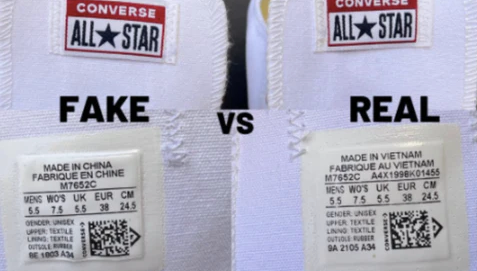 CONVERSE
ALL★STAR
CONVERSE
ALL★STAR
FAKE
VS
REAL
MADE IN CHINA
FABRIQUE EN CHINE
M7652C
MENS WO'S UK EUR CM
5.5 7.5 5.5 38 24.5
GENDER: UNISEX
UPPER: TEXTILE
LINING: TEXTILE
OUTSOLE: RUBBER
BE 1903 A34
MADE IN VIETNAM
FABRIQUE AU VIETNAM
M7652C A4X1998K01455
MENS WO'S UK EUR CM
5.5 7.5 5.5 38 24.5
GENDER: UNISEX
UPPER: TEXTILE
LINING: TEXTILE
OUTSOLE: RUBBER
9A 2105 A34